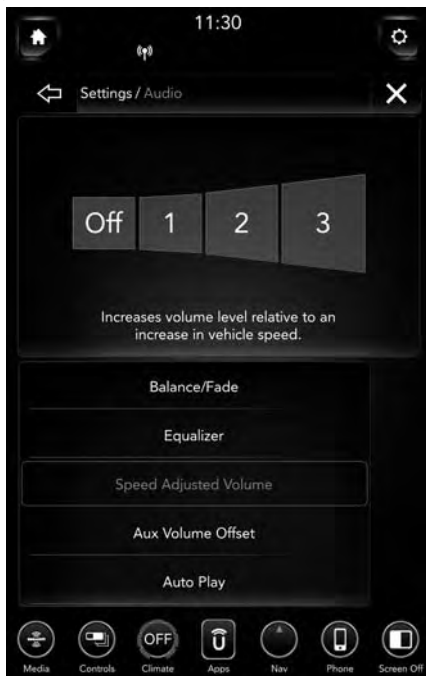 11:30
Settings / Audio
Off 1 2 3
Increases volume level relative to an
increase in vehicle speed.
Balance/Fade
Equalizer
Speed Adjusted Volume
Aux Volume Offset
Auto Play
OFF
Media Controls Climate Apps Nav Phone Screen Off